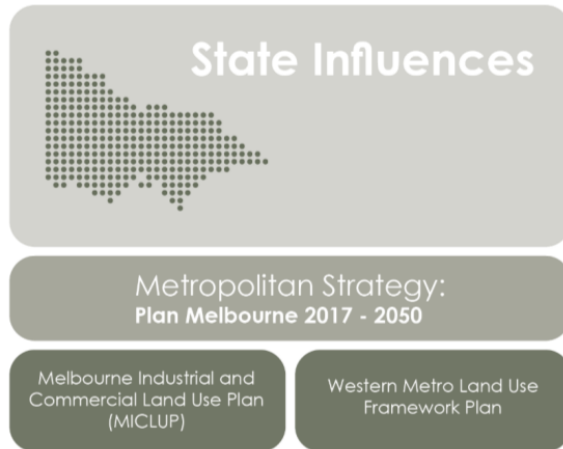 State Influences
Metropolitan Strategy:
Plan Melbourne 2017 - 2050
Melbourne Industrial and
Commercial Land Use Plan
(MICLUP)
Western Metro Land Use
Framework Plan